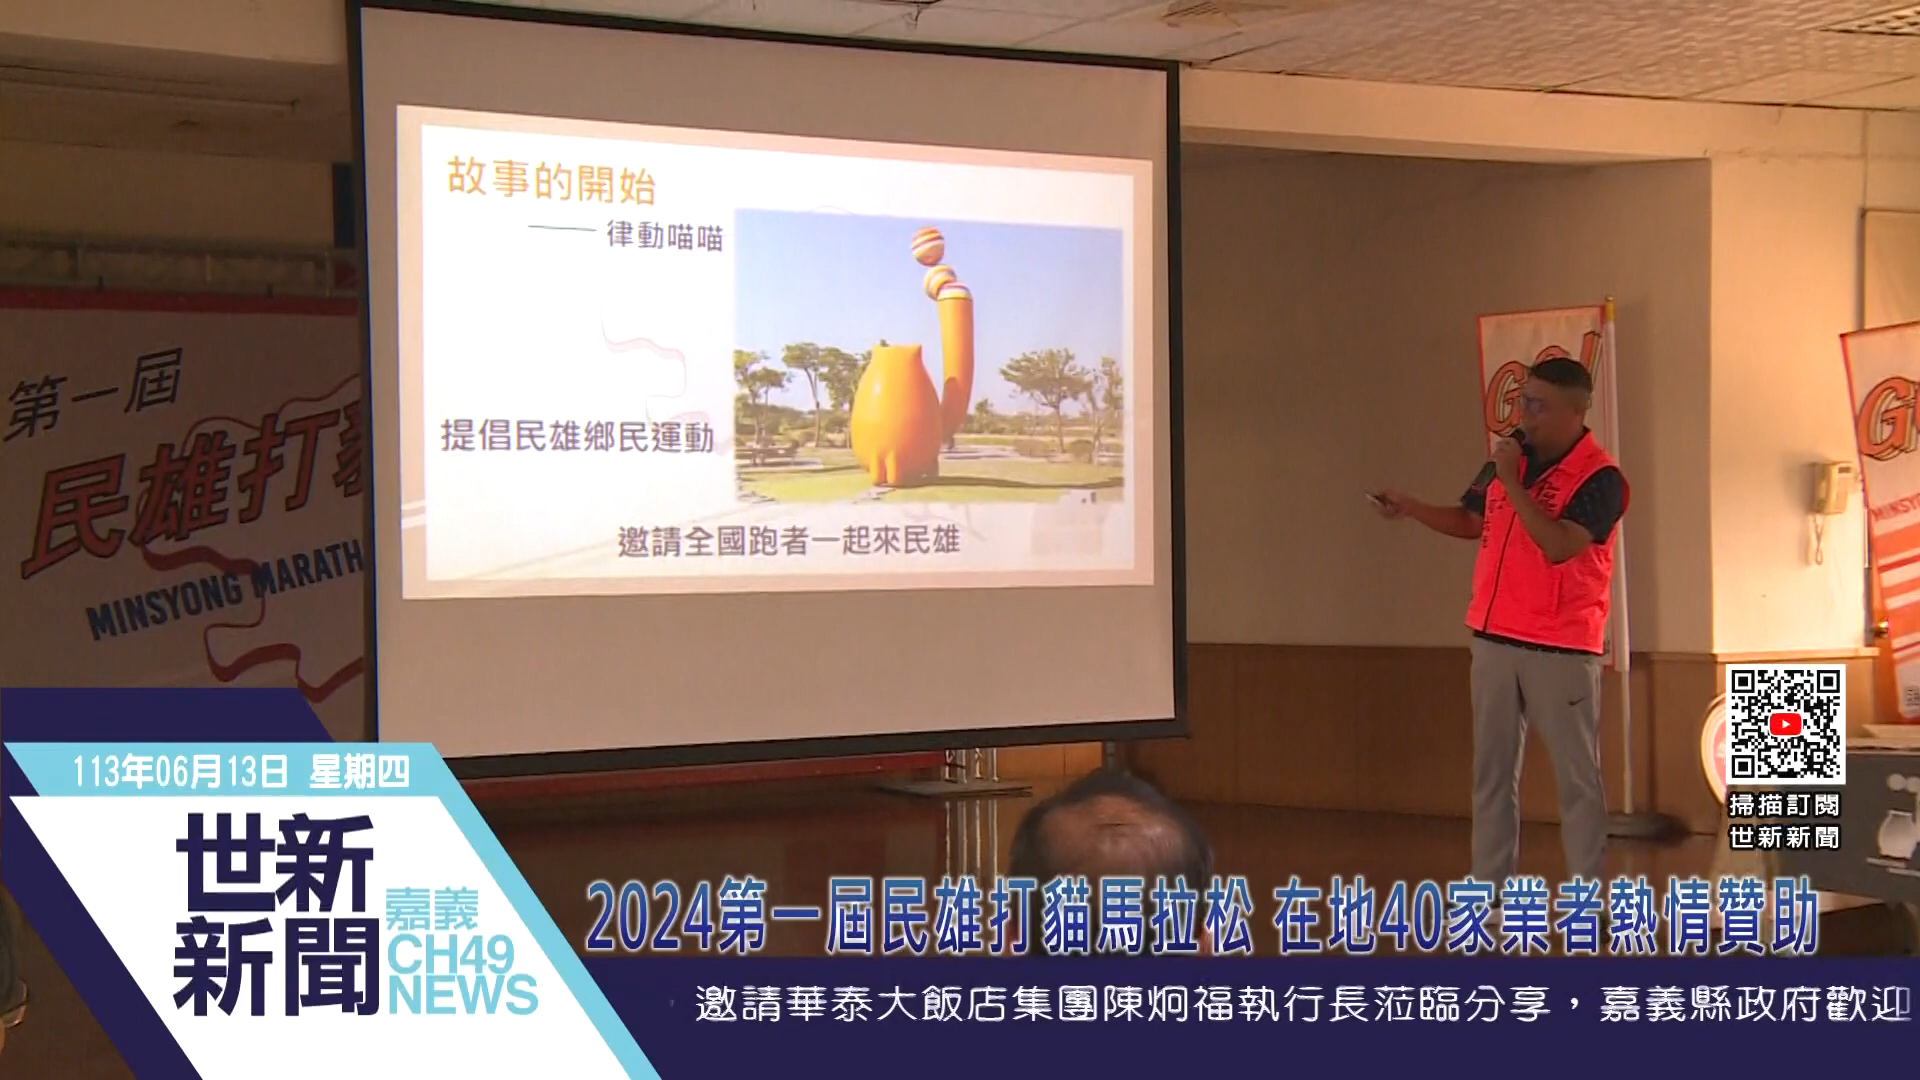 故事的開始
—— 律動喵喵
提倡民雄鄉民運動
邀請全國跑者一起來民雄
第一屆
民雄打
MINSYONG MARATH
GO!
MINSYO
113年06月13日 星期四
世新
新聞
嘉義
CH49
NEWS
掃描訂閱
世新新聞
2024第一屆民雄打貓馬拉松 在地40家業者熱情贊助
邀請華泰大飯店集團陳炯福執行長蒞臨分享，嘉義縣政府歡迎